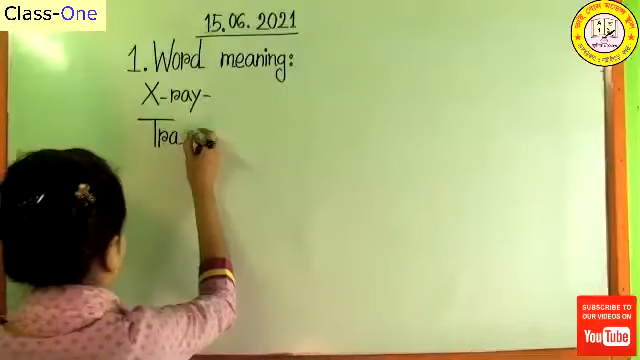 Class-One
15.06.2021
1. Word meaning:
X-ray-
Tra
SUBSCRIBE TO
OUR VIDEOS ON
YouTube